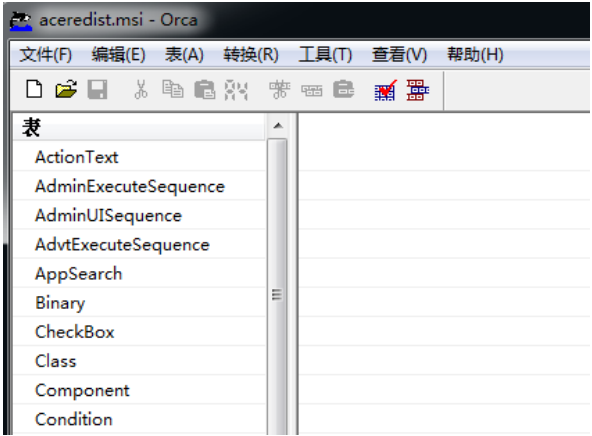 aceredist.msi - Orca
文件(F) 编辑(E) 表(A) 转换(R) 工具(T) 查看(V) 帮助(H)
表
ActionText
AdminExecuteSequence
AdminUISequence
AdvtExecuteSequence
AppSearch
Binary
CheckBox
Class
Component
Condition